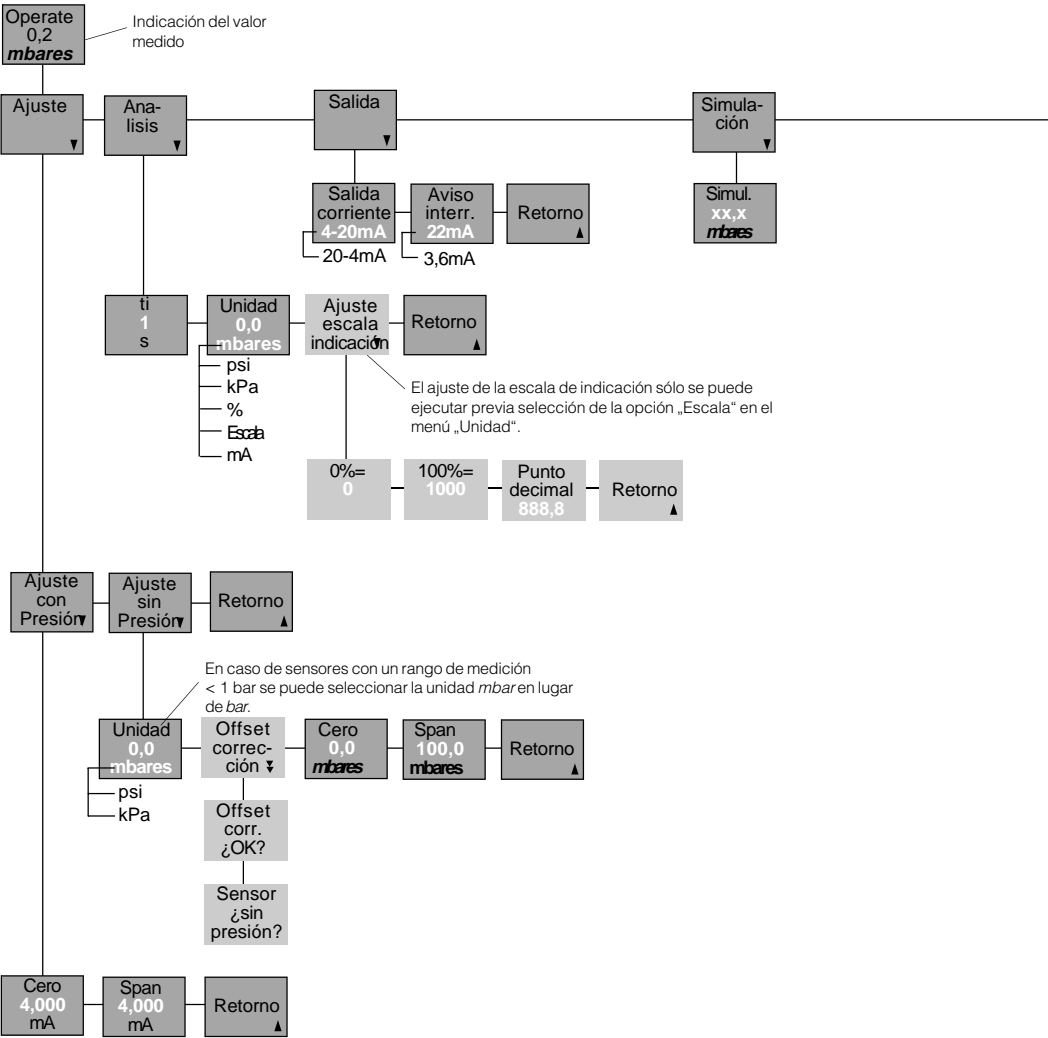 Operate
0,2
mbares
Indicación del valor
medido
Ajuste
Ana-
lisis
Salida
Simula-
ción
Salida
corriente
4-20mA
20-4mA
Aviso
interr.
22mA
3,6mA
Retorno
Simul.
xx,x
mbares
ti
1
s
Unidad
0,0
mbares
psi
kPa
%
Escala
mA
Ajuste
escala
indicación
Retorno
El ajuste de la escala de indicación sólo se puede
ejecutar previa selección de la opción „Escala“ en el
menú „Unidad“.
0%=
0
100%=
1000
Punto
decimal
888,8
Retorno
Ajuste
con
Presión
Ajuste
sin
Presión
Retorno
En caso de sensores con un rango de medición
< 1 bar se puede seleccionar la unidad mbar en lugar
de bar.
Unidad
0,0
mbares
psi
kPa
Offset
correc-
ción
Cero
0,0
mbares
Span
100,0
mbares
Retorno
Offset
corr.
¿OK?
Sensor
¿sin
presión?
Cero
4,000
mA
Span
4,000
mA
Retorno